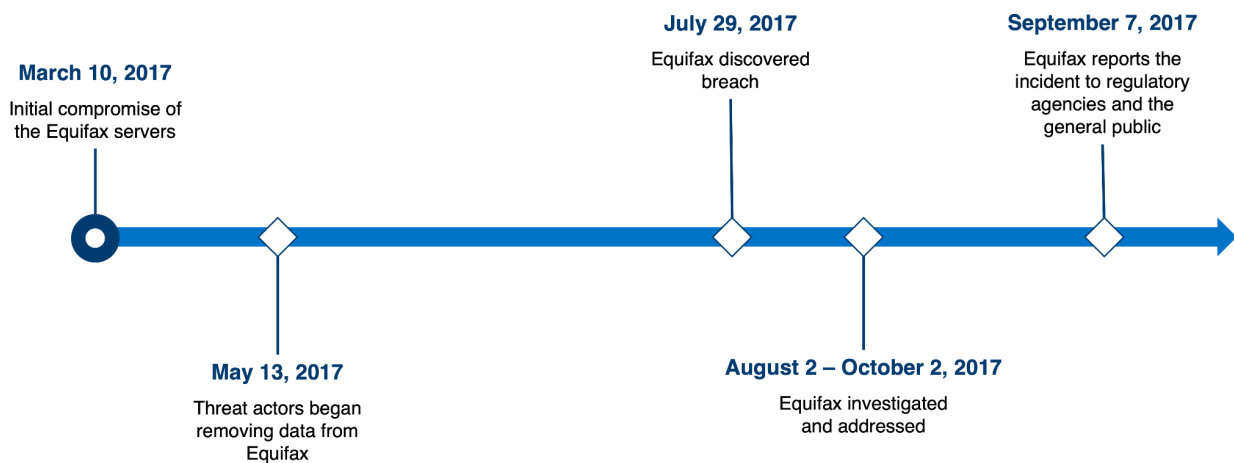 March 10, 2017
Initial compromise of
the Equifax servers
May 13, 2017
Threat actors began
removing data from
Equifax
July 29, 2017
Equifax discovered
breach
August 2 – October 2, 2017
Equifax investigated
and addressed
September 7, 2017
Equifax reports the
incident to regulatory
agencies and the
general public